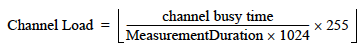 Channel Load = ⌊ channel busy time / MeasurementDuration × 1024 × 255